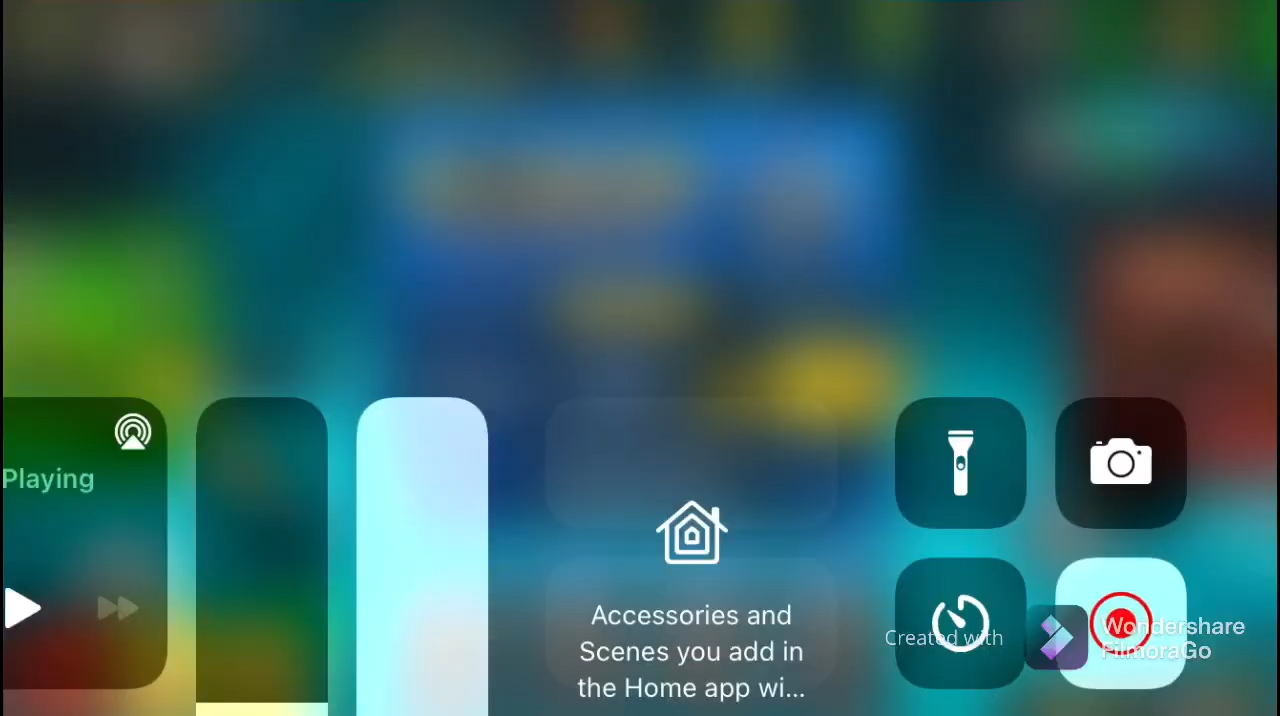 Playing
Accessories and
Scenes you add in
the Home app wi...
Created with
Wondershare
FilmoraGo